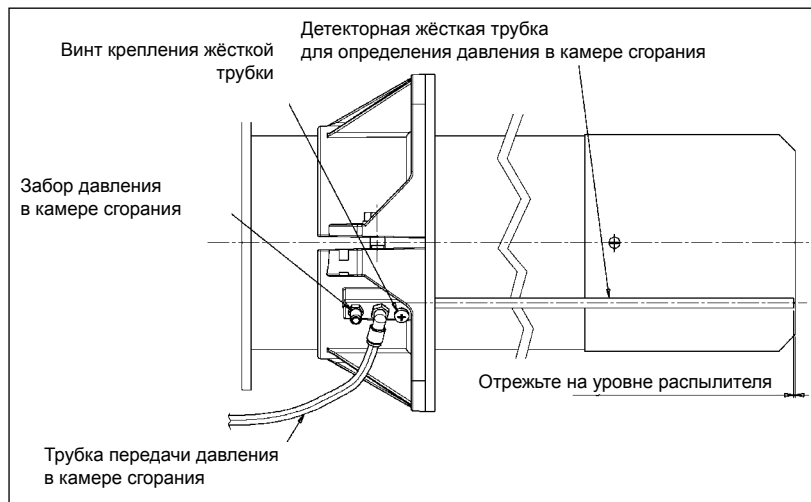 Детекторная жёсткая трубка
для определения давления в камере сгорания
Винт крепления жёсткой
трубки
Забор давления
в камере сгорания
Отрежьте на уровне распылителя
Трубка передачи давления
в камере сгорания